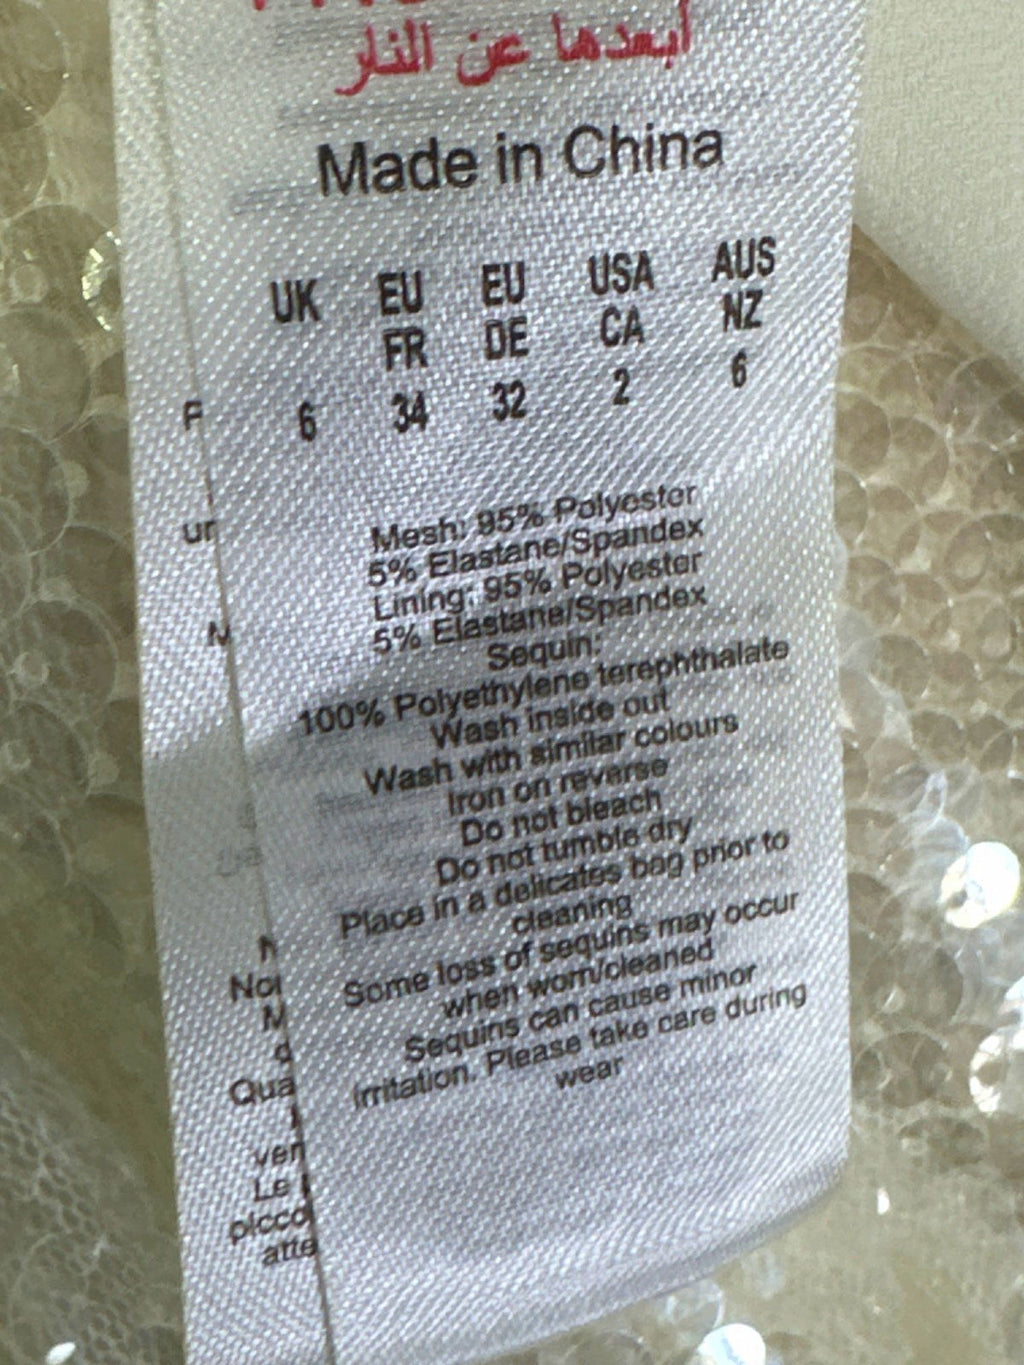 أبعدها عن النار
Made in China
UK EU EU USA AUS
FR DE CA NZ
6 34 32 2 6
Mesh: 95% Polyester
5% Elastane/Spandex
Lining: 95% Polyester
5% Elastane/Spandex
Sequin:
100% Polyethylene terephthalate
Wash inside out
Wash with similar colours
Iron on reverse
Do not bleach
Do not tumble dry
Place in a delicates bag prior to
cleaning
Some loss of sequins may occur
when worn/cleaned
Sequins can cause minor
irritation. Please take care during
wear
Le